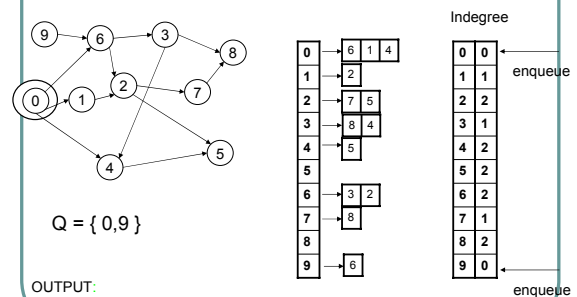 Indegree
9 6 3 8
0 1 2 7
4 5
0 6 1 4
1 2
2 7 5
3 8 4
4 5
5
6 3 2
7 8
8
9 6
0 0 enqueue
1 1
2 2
3 1
4 2
5 2
6 2
7 1
8 2
9 0 enqueue
Q = { 0,9 }
OUTPUT: